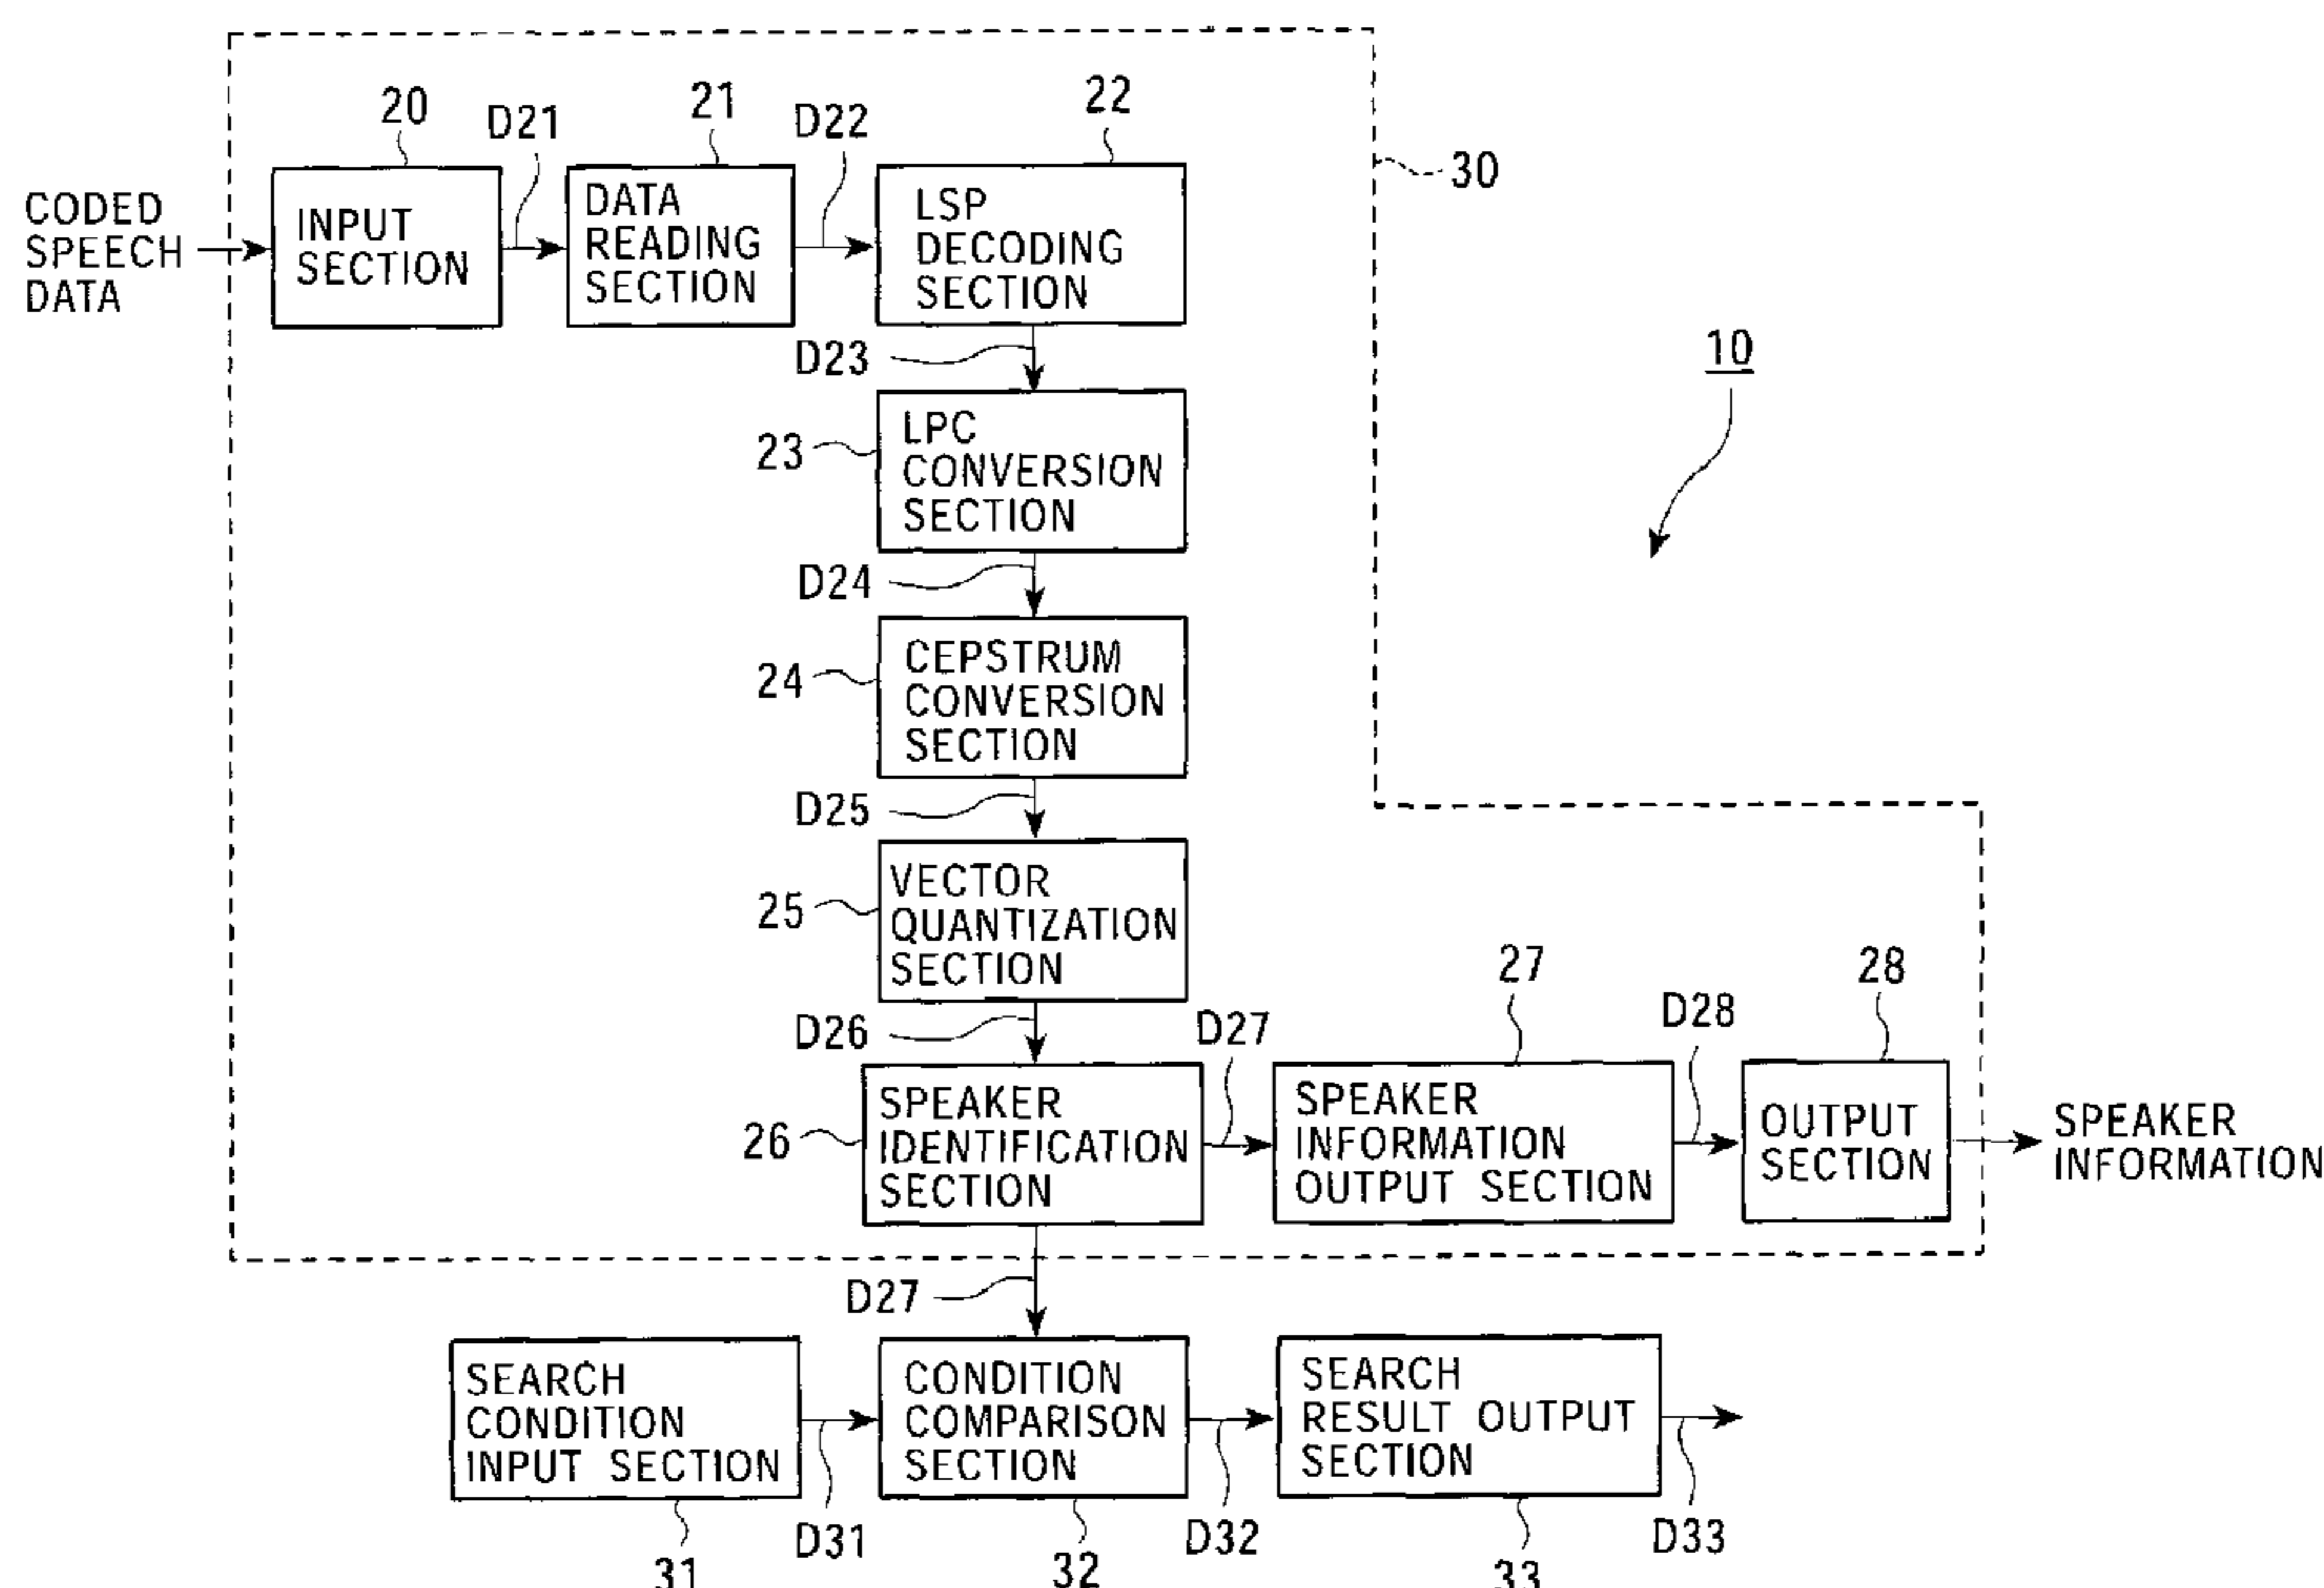 20
D21
21
D22
22
30
CODED
SPEECH
DATA
INPUT
SECTION
DATA
READING
SECTION
LSP
DECODING
SECTION
10
D23
23
LPC
CONVERSION
SECTION
D24
24
CEPSTRUM
CONVERSION
SECTION
D25
25
VECTOR
QUANTIZATION
SECTION
D26
D27
27
D28
28
26
SPEAKER
IDENTIFICATION
SECTION
SPEAKER
INFORMATION
OUTPUT SECTION
OUTPUT
SECTION
SPEAKER
INFORMATION
D27
SEARCH
CONDITION
INPUT SECTION
CONDITION
COMPARISON
SECTION
SEARCH
RESULT OUTPUT
SECTION
31
D31
32
D32
33
D33